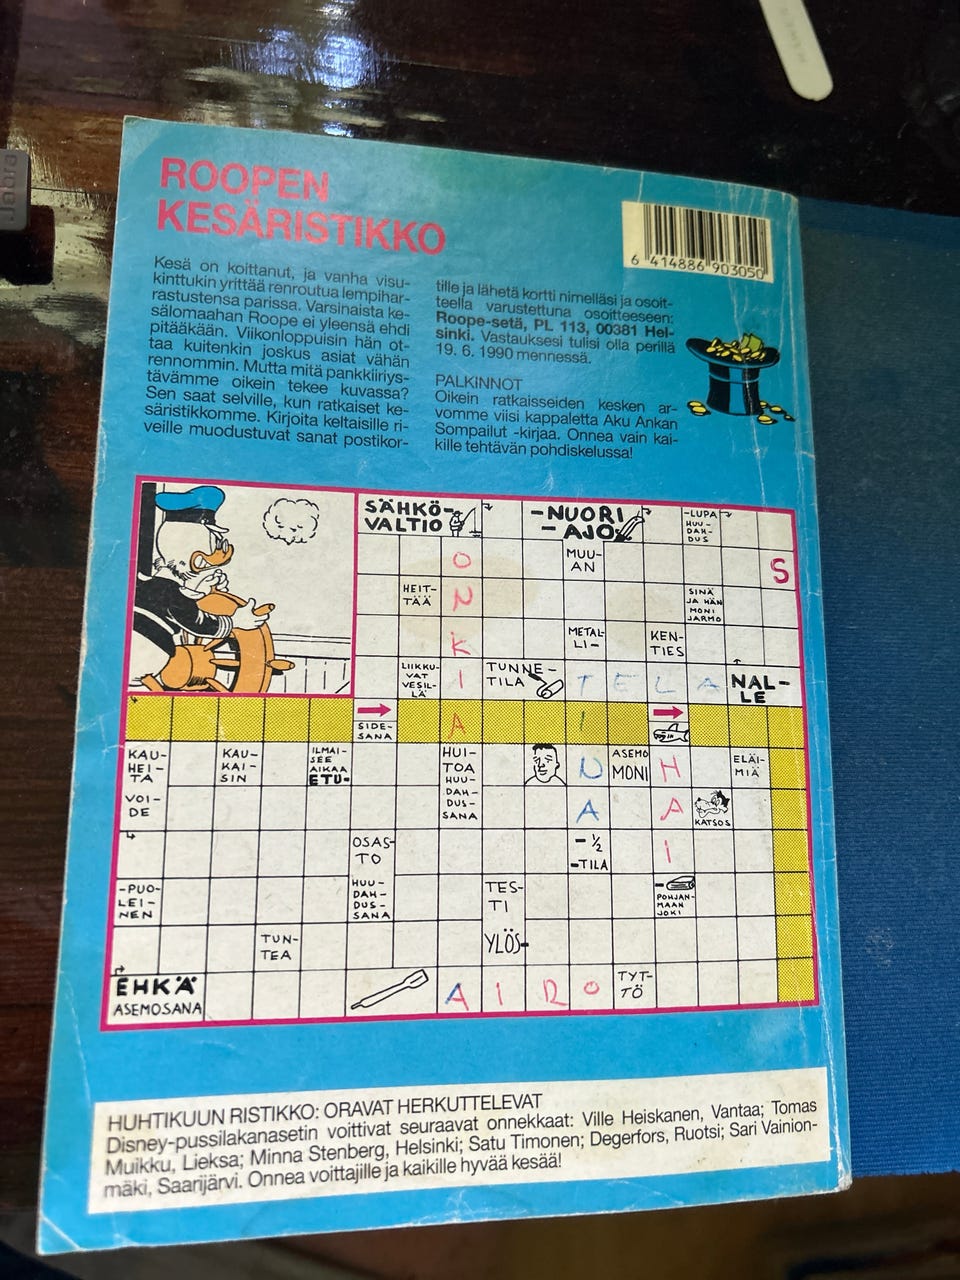 ROOPEN
KESÄRISTIKKO
6 414886 903050
Kesä on koittanut, ja vanha visu-
kinttukin yrittää renroutua lempihar-
rastustensa parissa. Varsinaista ke-
sälomaahan Roope ei yleensä ehdi
pitääkään. Viikonloppuisin hän ot-
taa kuitenkin joskus asiat vähän
rennommin. Mutta mitä pankkiirys-
tävämme oikein tekee kuvassa?
Sen saat selville, kun ratkaiset ke-
säristikkomme. Kirjoita keltaisille ri-
veille muodostuvat sanat postikor-
tille ja lähetä kortti nimelläsi ja osoit-
teella varustettuna osoitteeseen:
Roope-setä, PL 113, 00381 Hel-
sinki. Vastauksesi tulisi olla perillä
19. 6. 1990 mennessä.
PALKINNOT
Oikein ratkaisseiden kesken ar-
vomme viisi kappaletta Aku Ankan
Sompailut -kirjaa. Onnea vain kai-
kille tehtävän pohdiskelussa!
SÄHKÖ-
VALTIO
-NUORI
-AJO
-LUPA
HUU-
DAH-
DUS
O
MUU-
AN
S
HEIT-
TÄÄ
N
SINÄ
JA HÄN
MONI
JARMO
K
METAL-
LI-
KEN-
TIES
LIIKKU-
VAT
VESIL-
LÄ
I
TUNNE-
TILA
T E L A
NAL-
LE
SIDE-
SANA
A
I
KAU-
HEI-
TA
KAU-
KAI-
SIN
ILMAI-
SEE
AIKAA
ETU-
HUI-
TOA
HUU-
DAH-
DUS-
SANA
N
ASEMO
MONI
H
ELÄI-
MIÄ
VOI-
DE
A
A
KATSOS
OSAS-
TO
- ½
-TILA
I
-PUO-
LEI-
NEN
HUU-
DAH-
DUS-
SANA
TES-
TI
POHJAN-
MAAN
JOKI
TUN-
TEA
YLÖS-
EHKÄ
ASEMOSANA
A I R O
TYT-
TÖ
HUHTIKUUN RISTIKKO: ORAVAT HERKUTTELEVAT
Disney-pussilakanasetin voittivat seuraavat onnekkaat: Ville Heiskanen, Vantaa; Tomas
Muikku, Lieksa; Minna Stenberg, Helsinki; Satu Timonen; Degerfors, Ruotsi; Sari Vainion-
mäki, Saarijärvi. Onnea voittajille ja kaikille hyvää kesää!
Jabra